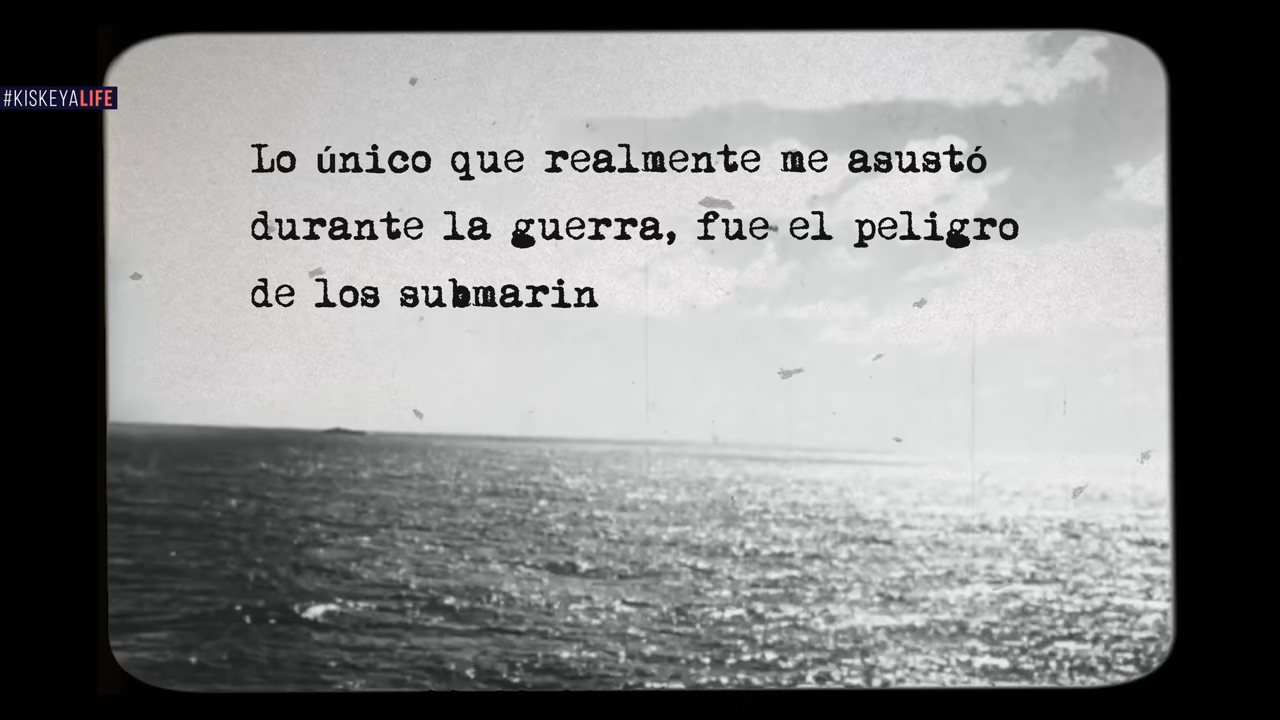 #KISKEYALIFE
Lo único que realmente me asustó
durante la guerra, fue el peligro
de los submarin